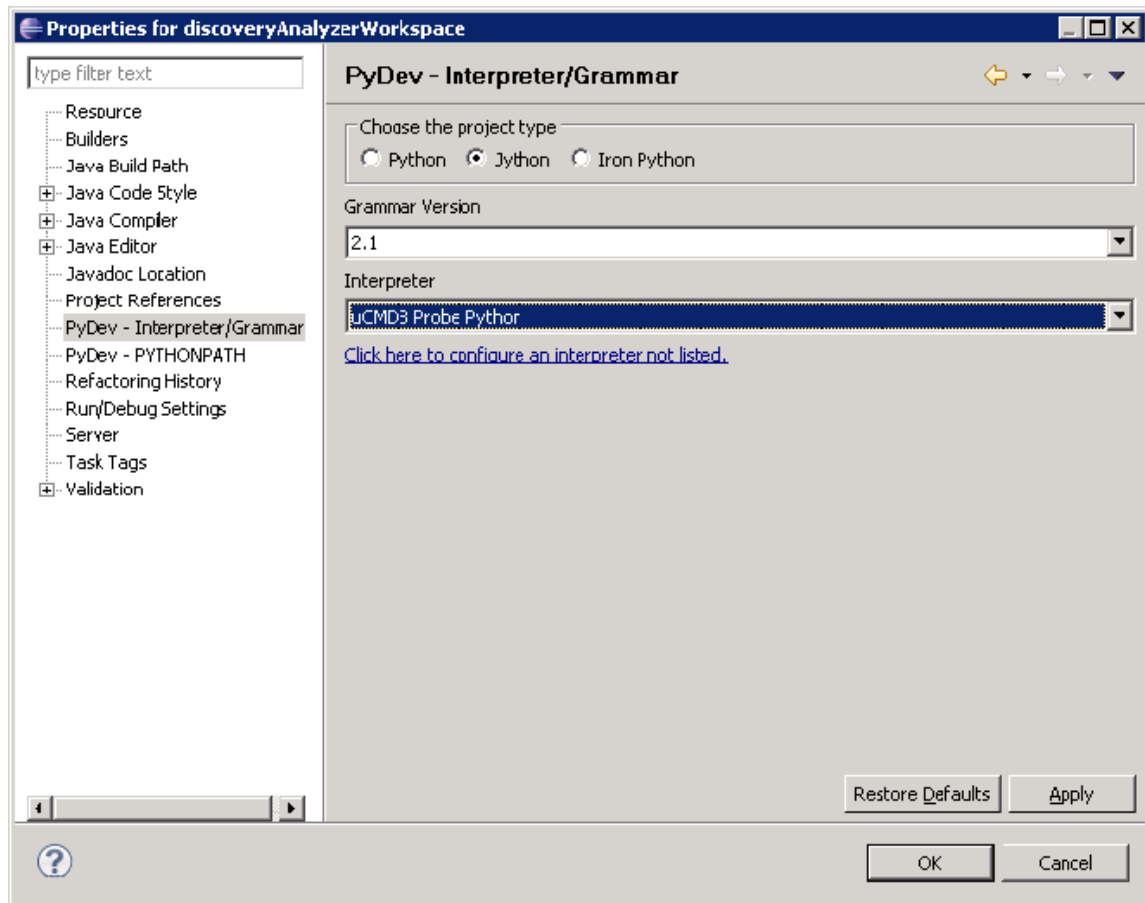 Properties for discoveryAnalyzerWorkspace
type filter text
Resource
Builders
Java Build Path
Java Code Style
Java Compiler
Java Editor
Javadoc Location
Project References
PyDev - Interpreter/Grammar
PyDev - PYTHONPATH
Refactoring History
Run/Debug Settings
Server
Task Tags
Validation
PyDev - Interpreter/Grammar
Choose the project type
Python Jython Iron Python
Grammar Version
2.1
Interpreter
uCMDB Probe Python
Click here to configure an interpreter not listed.
Restore Defaults Apply
OK Cancel